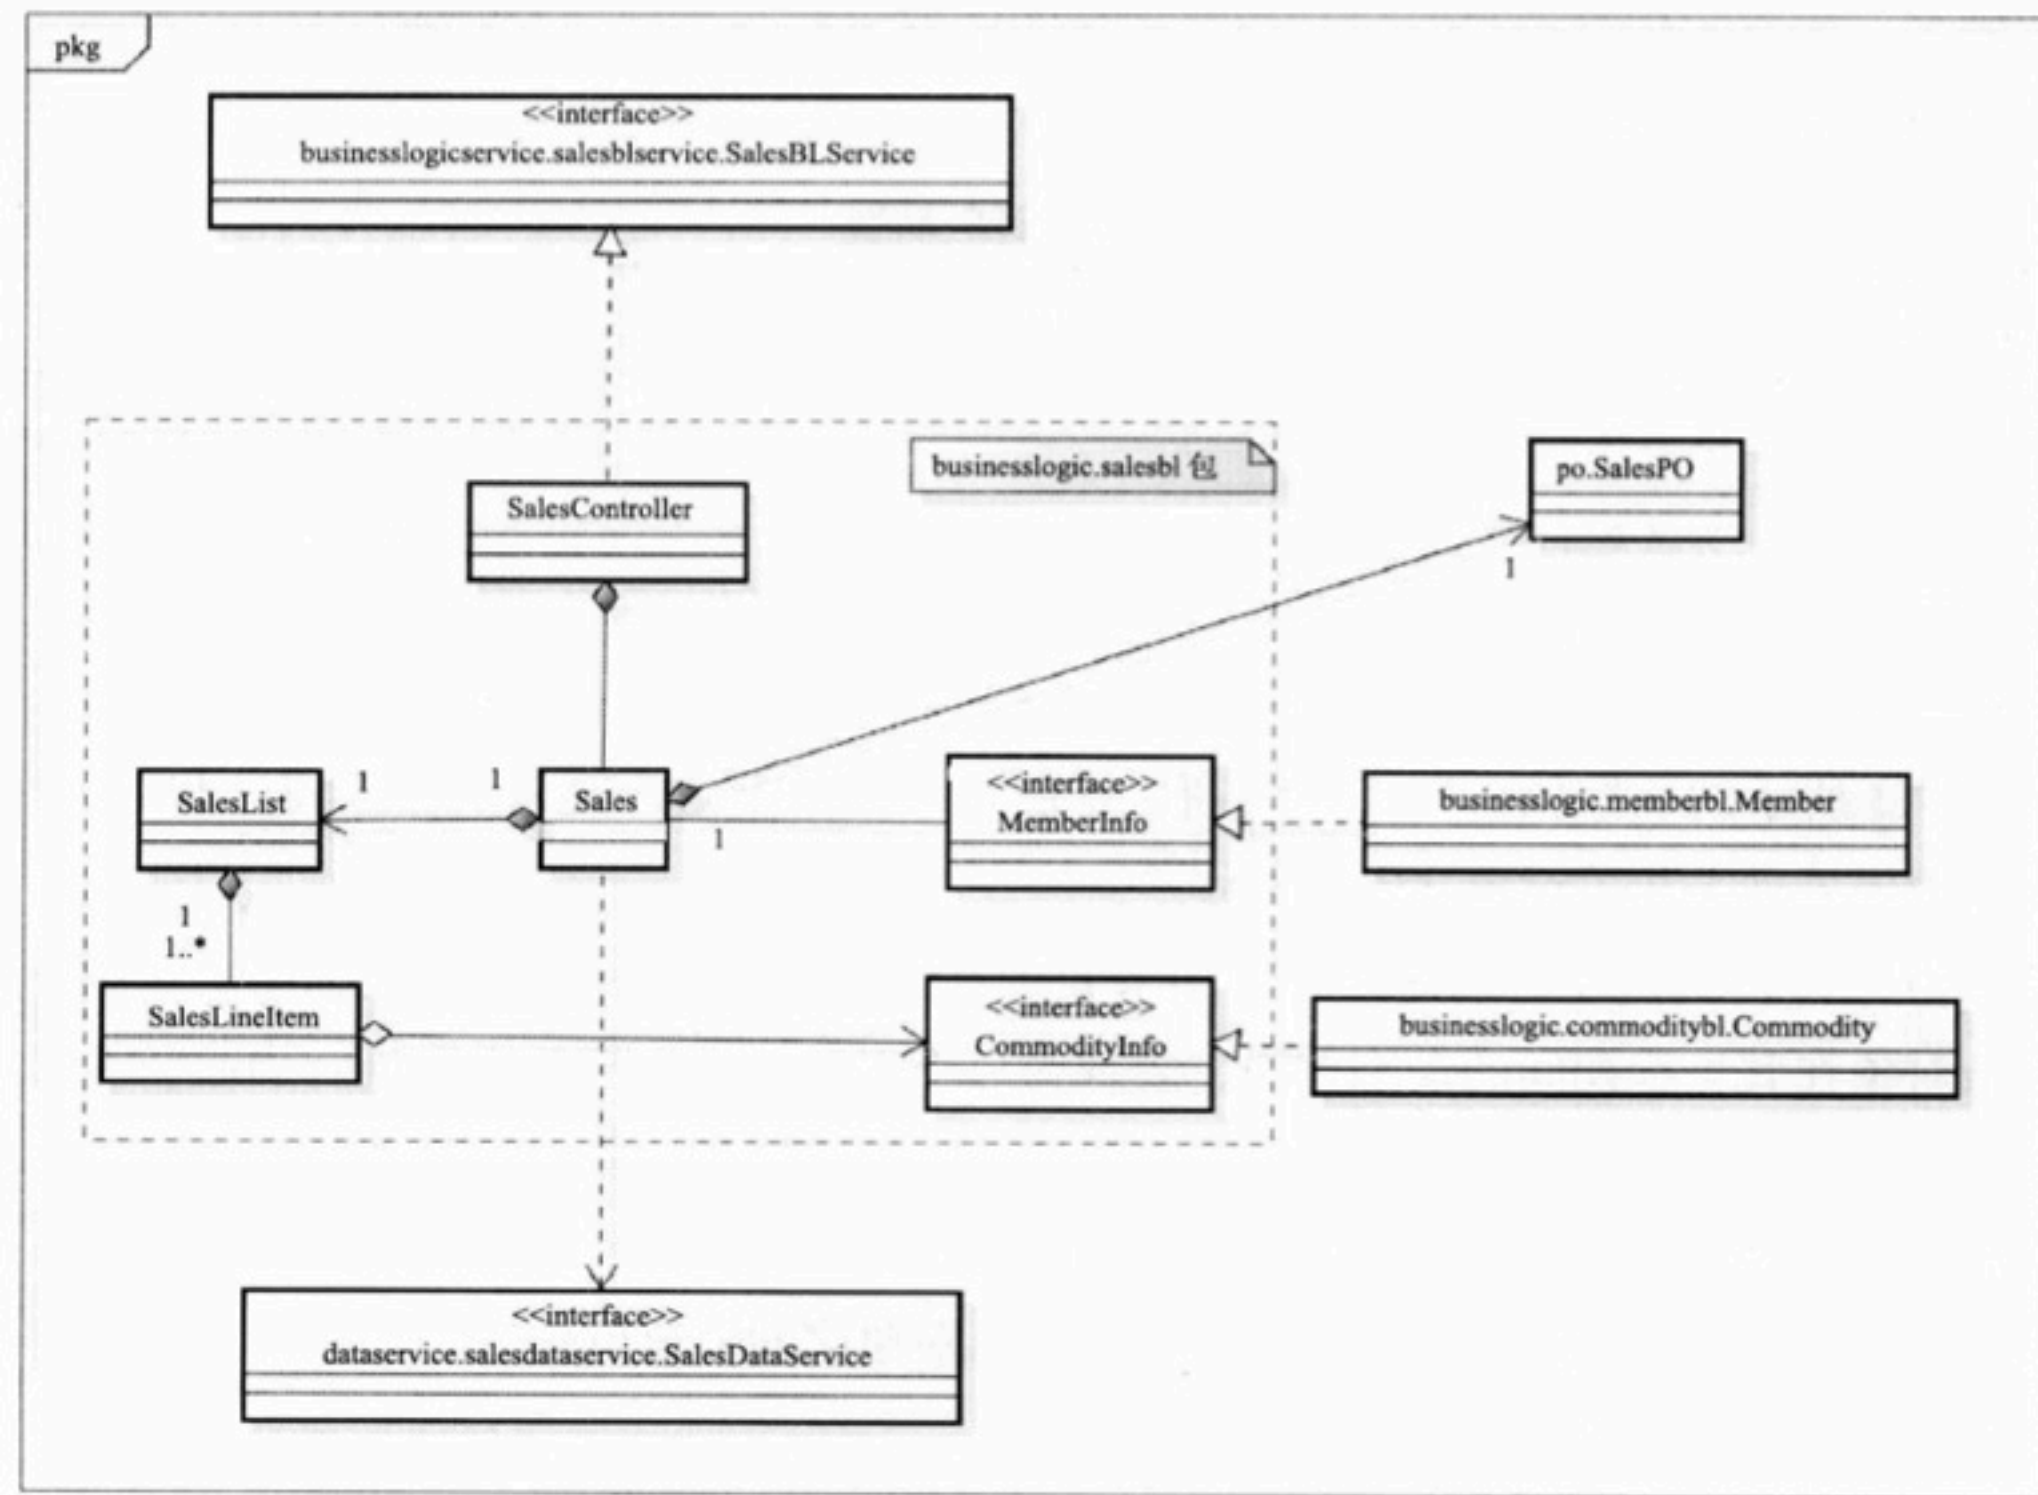 pkg
<<interface>>
businesslogicservice.salesblservice.SalesBLService
businesslogic.salesbl 包
po.SalesPO
SalesController
1
SalesList
1
1
Sales
1
<<interface>>
MemberInfo
businesslogic.memberbl.Member
1
1..*
SalesLineItem
<<interface>>
CommodityInfo
businesslogic.commoditybl.Commodity
<<interface>>
dataservice.salesdataservice.SalesDataService